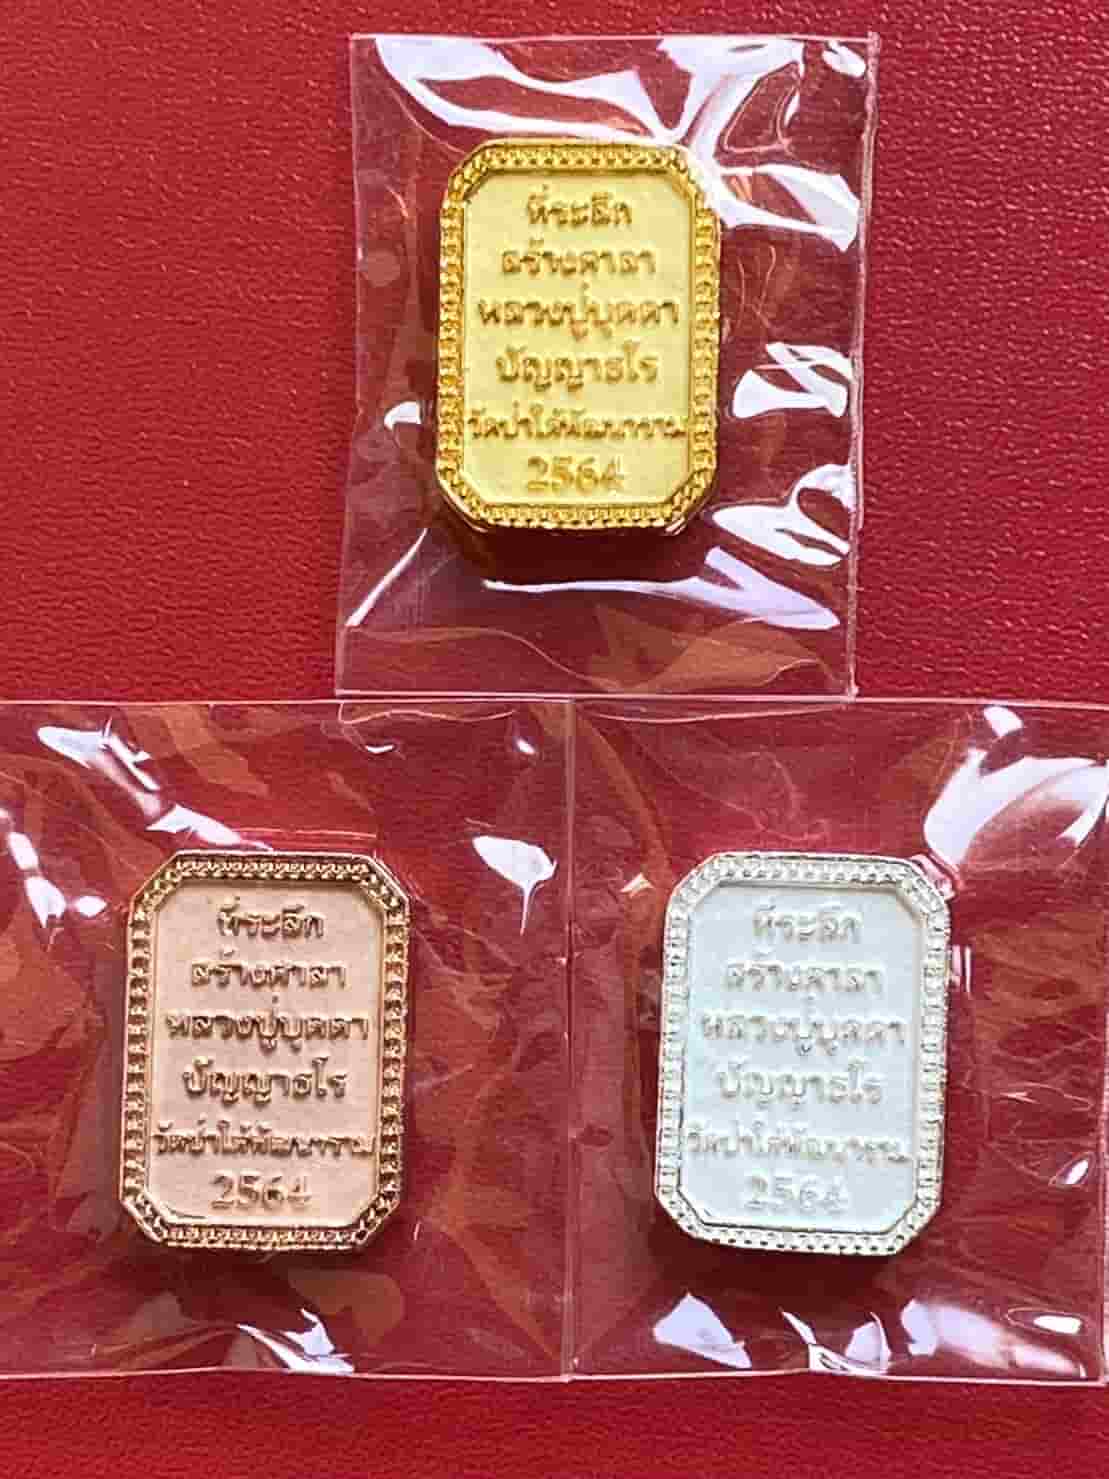 ที่ระลึก
สร้างศาลา
หลวงปู่บุดดา
ปัญญาธโร
วัดป่าใต้พัฒนาราม
2564
ที่ระลึก
สร้างศาลา
หลวงปู่บุดดา
ปัญญาธโร
วัดป่าใต้พัฒนาราม
2564
ที่ระลึก
สร้างศาลา
หลวงปู่บุดดา
ปัญญาธโร
วัดป่าใต้พัฒนาราม
2564